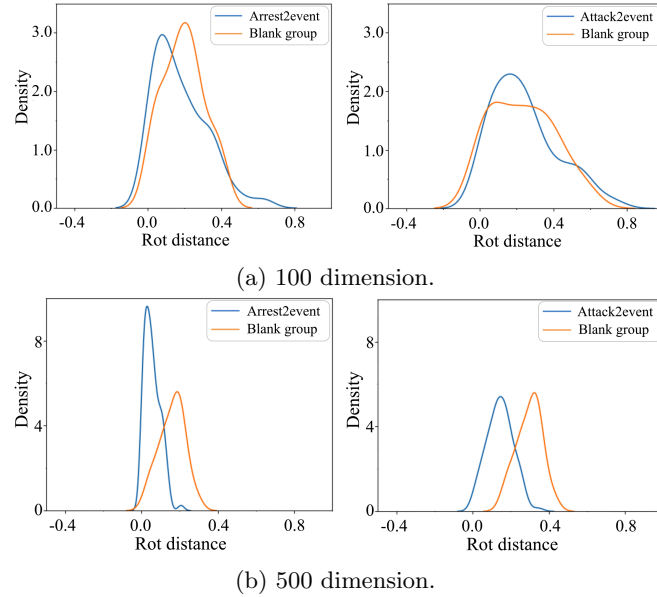 Arrest2event
Blank group
3.0
2.0
1.0
0.0
Density
-0.4
0.0
0.4
0.8
Rot distance
Attack2event
Blank group
3.0
2.0
1.0
0.0
Density
-0.4
0.0
0.4
0.8
Rot distance
(a) 100 dimension.
Arrest2event
Blank group
8
4
0
Density
-0.4
0.0
0.4
0.8
Rot distance
Attack2event
Blank group
8
4
0
Density
-0.4
0.0
0.4
0.8
Rot distance
(b) 500 dimension.